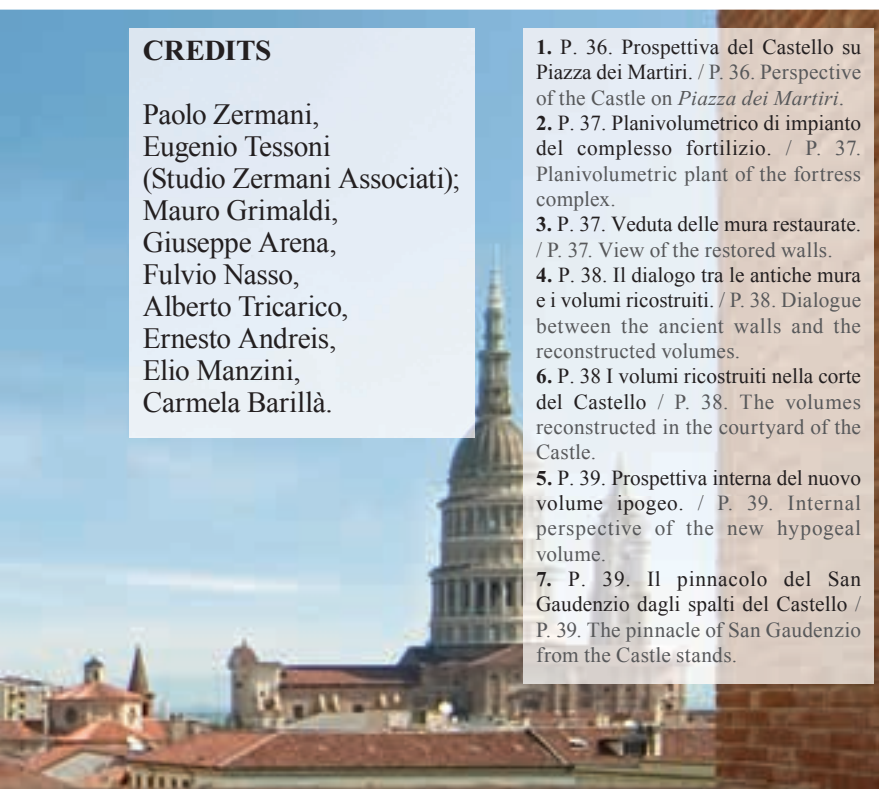 CREDITS
Paolo Zermani,
Eugenio Tessoni
(Studio Zermani Associati);
Mauro Grimaldi,
Giuseppe Arena,
Fulvio Nasso,
Alberto Tricarico,
Ernesto Andreis,
Elio Manzini,
Carmela Barillà.
1. P. 36. Prospettiva del Castello su
Piazza dei Martiri. / P. 36. Perspective
of the Castle on Piazza dei Martiri.
2. P. 37. Planivolumetrico di impianto
del complesso fortilizio. / P. 37.
Planivolumetric plant of the fortress
complex.
3. P. 37. Veduta delle mura restaurate.
/ P. 37. View of the restored walls.
4. P. 38. Il dialogo tra le antiche mura
e i volumi ricostruiti. / P. 38. Dialogue
between the ancient walls and the
reconstructed volumes.
6. P. 38 I volumi ricostruiti nella corte
del Castello / P. 38. The volumes
reconstructed in the courtyard of the
Castle.
5. P. 39. Prospettiva interna del nuovo
volume ipogeo. / P. 39. Internal
perspective of the new hypogeal
volume.
7. P. 39. Il pinnacolo del San
Gaudenzio dagli spalti del Castello /
P. 39. The pinnacle of San Gaudenzio
from the Castle stands.